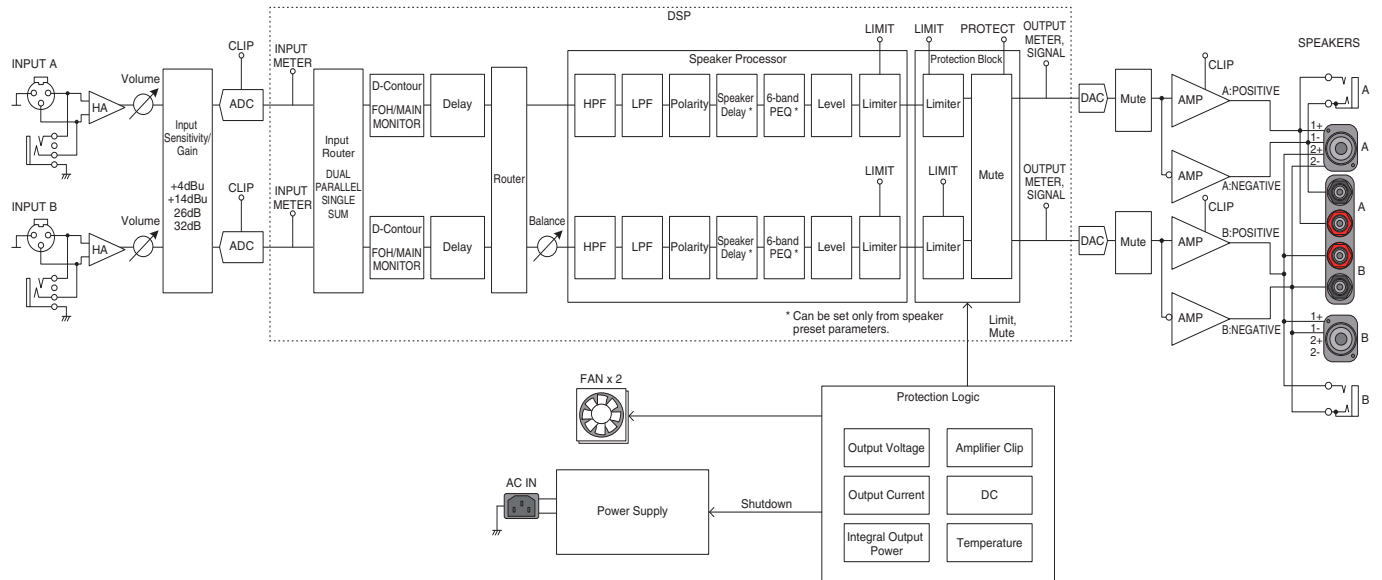 DSP
INPUT A
Volume
HA
Input
Sensitivity/
Gain
+4dBu
+14dBu
26dB
32dB
CLIP
ADC
INPUT
METER
Input
Router
DUAL
PARALLEL
SINGLE
SUM
D-Contour
FOH/MAIN
MONITOR
Delay
Router
Speaker Processor
HPF
LPF
Polarity
Speaker
Delay *
6-band
PEQ *
Level
Limiter
LIMIT
LIMIT
PROTECT
Protection Block
Limiter
Mute
OUTPUT
METER,
SIGNAL
DAC
Mute
CLIP
AMP
A:POSITIVE
AMP
A:NEGATIVE
SPEAKERS
A
1+
1-
2+
2-
A
A
INPUT B
Volume
HA
CLIP
ADC
INPUT
METER
D-Contour
FOH/MAIN
MONITOR
Delay
Balance
HPF
LPF
Polarity
Speaker
Delay *
6-band
PEQ *
Level
Limiter
LIMIT
LIMIT
Limiter
OUTPUT
METER,
SIGNAL
DAC
Mute
CLIP
AMP
B:POSITIVE
AMP
B:NEGATIVE
B
1+
1-
2+
2-
B
B
* Can be set only from speaker
preset parameters.
Limit,
Mute
FAN x 2
Protection Logic
Output Voltage
Amplifier Clip
Output Current
DC
Integral Output
Power
Temperature
AC IN
Power Supply
Shutdown